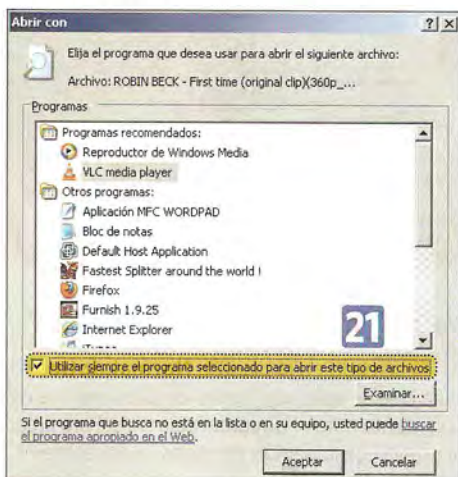 Abrir con
Elija el programa que desea usar para abrir el siguiente archivo:
Archivo: ROBIN BECK - First time (original clip)(360p_...
Programas
Programas recomendados:
Reproductor de Windows Media
VLC media player
Otros programas:
Aplicación MFC WORDPAD
Bloc de notas
Default Host Application
Fastest Splitter around the world !
Firefox
Furnish 1.9.25
Internet Explorer
iTunes
21
Utilizar siempre el programa seleccionado para abrir este tipo de archivos
Examinar...
Si el programa que busca no está en la lista o en su equipo, usted puede buscar
el programa apropiado en el Web.
Aceptar
Cancelar